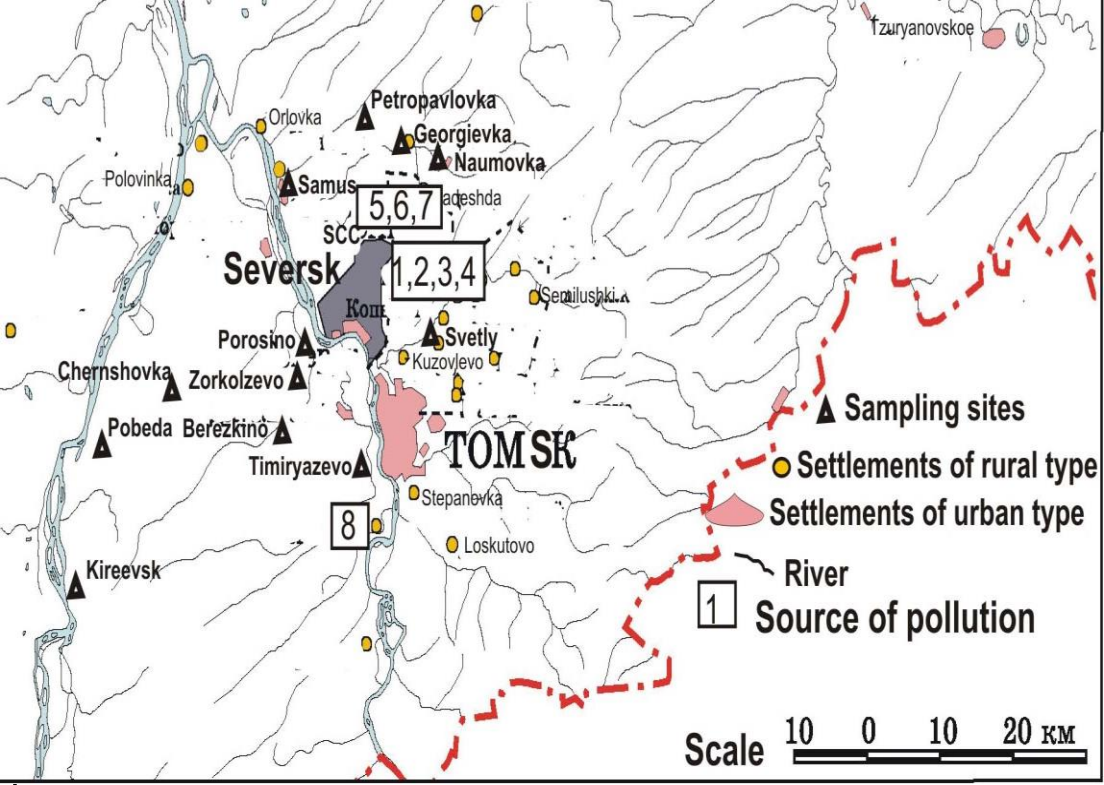 Tzuryanovskoe
Petropavlovka
Orlovka
Georgievka
Naumovka
Polovinka
Samus
adeshda
5,6,7
SCC
Seversk
1,2,3,4
Semilushki
Porosino
Svetly
Kuzovlevo
Chernshovka
Zorkolzevo
Pobeda
Berezkino
TOMSK
Timiryazevo
Stepanovka
8
Loskutovo
Kireevsk
Sampling sites
Settlements of rural type
Settlements of urban type
River
1
Source of pollution
Scale
10 0 10 20 км